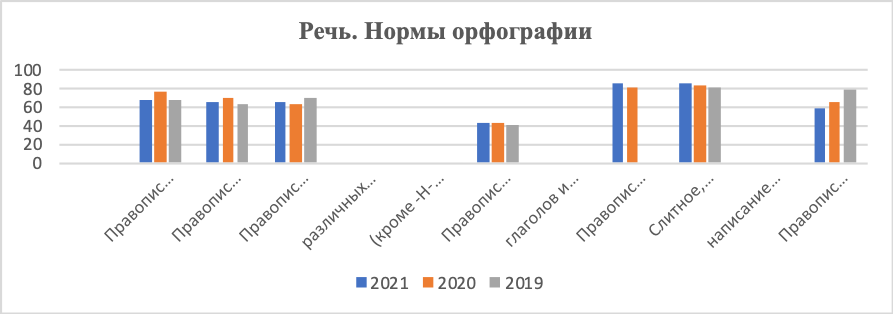 Речь. Нормы орфографии
100
80
60
40
20
0
Правопис...
Правопис...
Правопис...
различных...
(кроме -Н-...
Правопис...
глаголов и...
Правопис...
Слитное,...
написание...
Правопис...
2021 2020 2019